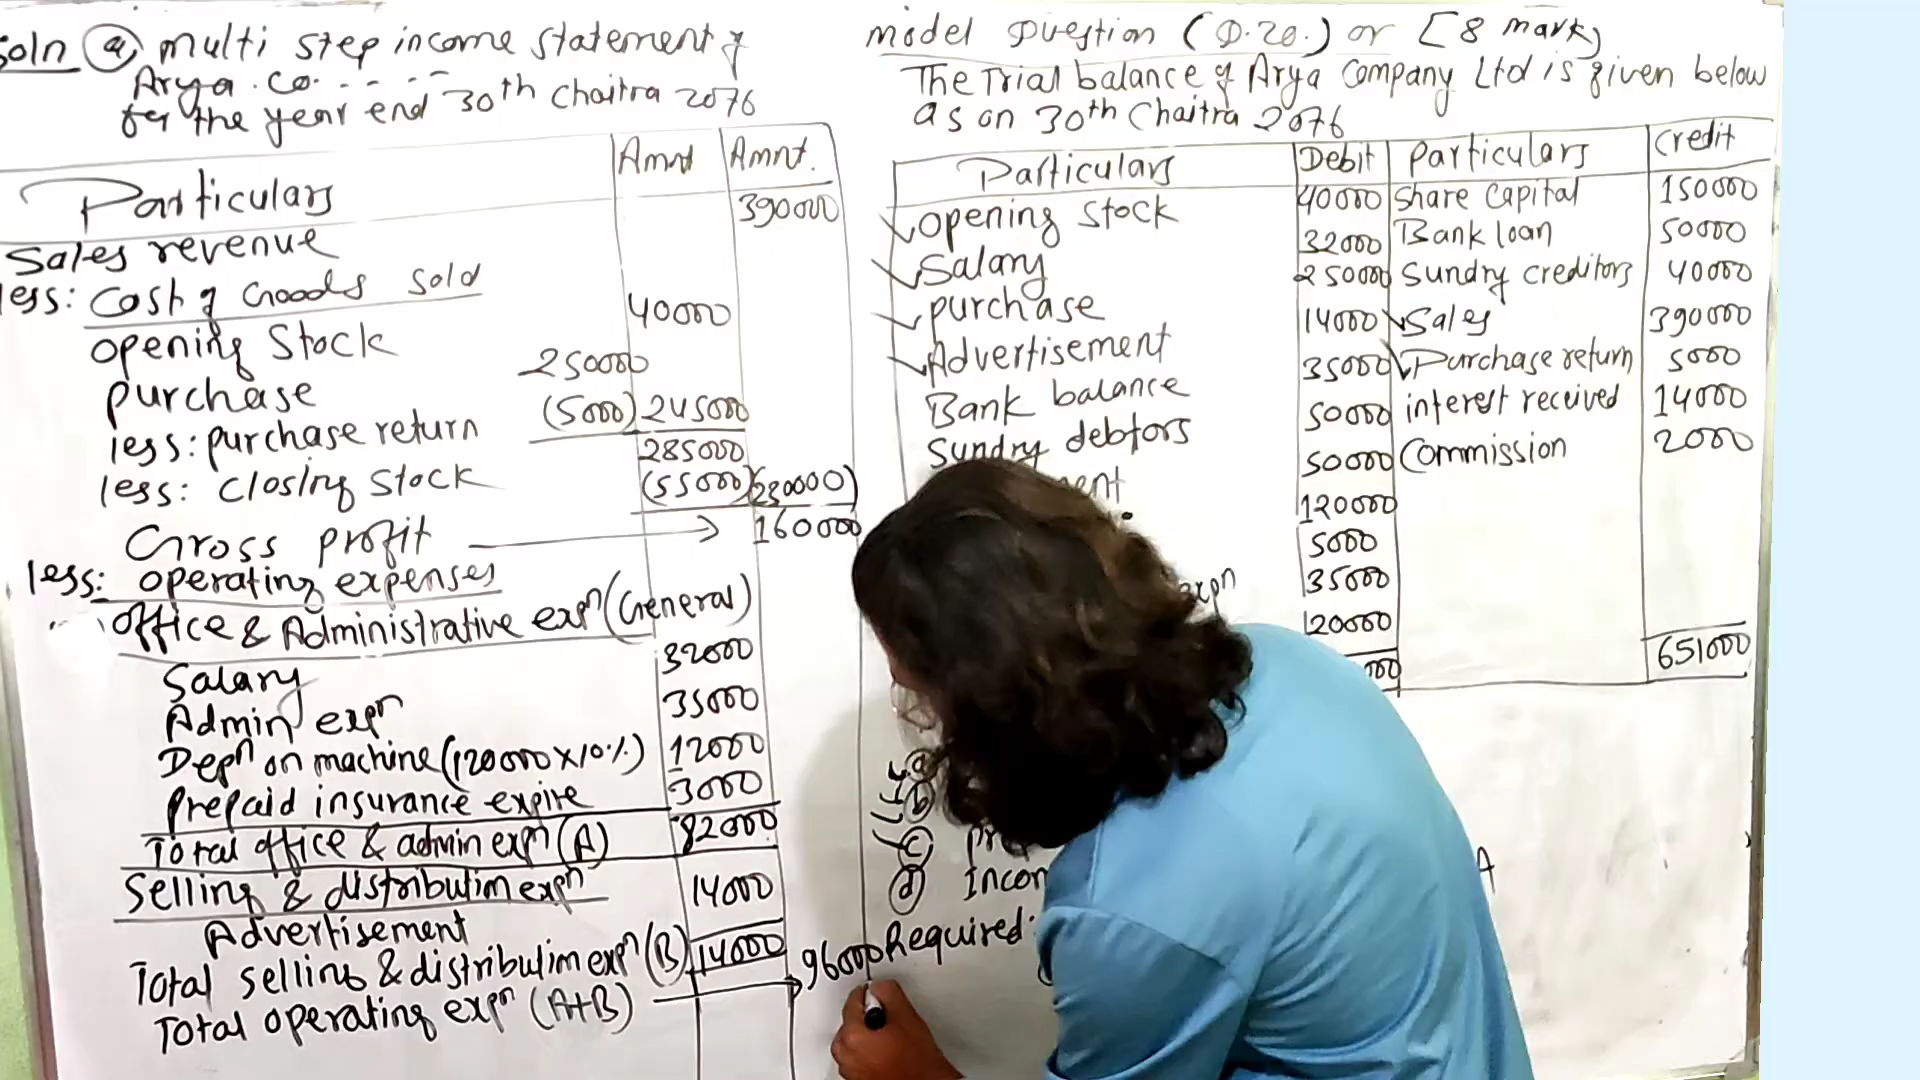 soln (a) multi step income statement of
Arya . co. - - - --
for the year end 30th Chaitra 2076
Particulars Amnt Amnt.
Sales revenue 390000
less: Cost of Goods Sold
opening Stock 40000
purchase 250000
less: purchase return (5000) 245000
285000
less: closing stock (55000) (230000)
Gross profit 160000
less: operating expenses
office & Administrative expn (General)
Salary 32000
Admin expn 35000
Depn on machine (120000 x 10%) 12000
prepaid insurance expire 3000
Total office & admin expn (A) 82000
Selling & distribution expn
Advertisement 14000
Total selling & distribution expn (B) 14000
Total operating expn (A+B) 96000
model Question (Q.20.) or [8 mark]
The Trial balance of Arya Company Ltd is given below
as on 30th Chaitra 2076
Particulars Debit Particulars Credit
opening stock 40000 Share Capital 150000
Salary 32000 Bank loan 50000
purchase 250000 Sundry creditors 40000
Advertisement 14000 Sales 390000
Bank balance 35000 Purchase return 5000
Sundry debtors 50000 interest received 14000
50000 Commission 2000
120000
5000
expn 35000
20000
651000
(a)
(b)
(c)
(d)
Required: